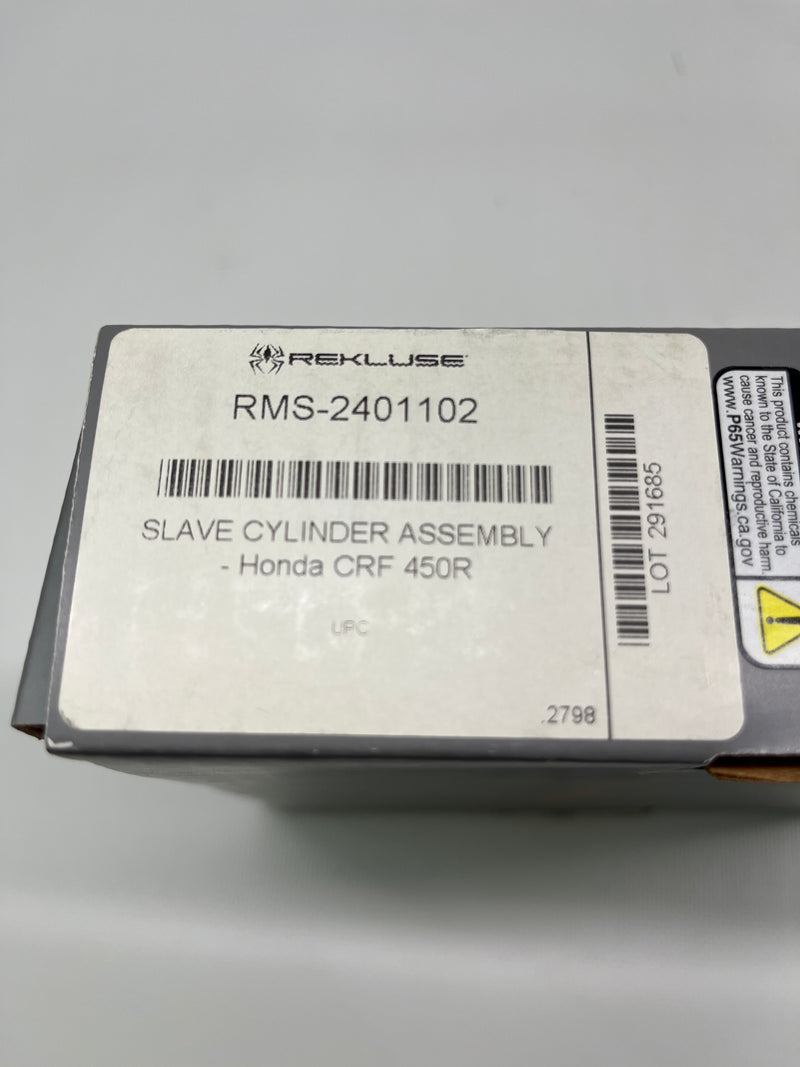 REKLUSE
RMS-2401102
SLAVE CYLINDER ASSEMBLY
- Honda CRF 450R
UPC
.2798
LOT 291685
This product contains chemicals
known to the State of California to
cause cancer and reproductive harm.
www.P65Warnings.ca.gov